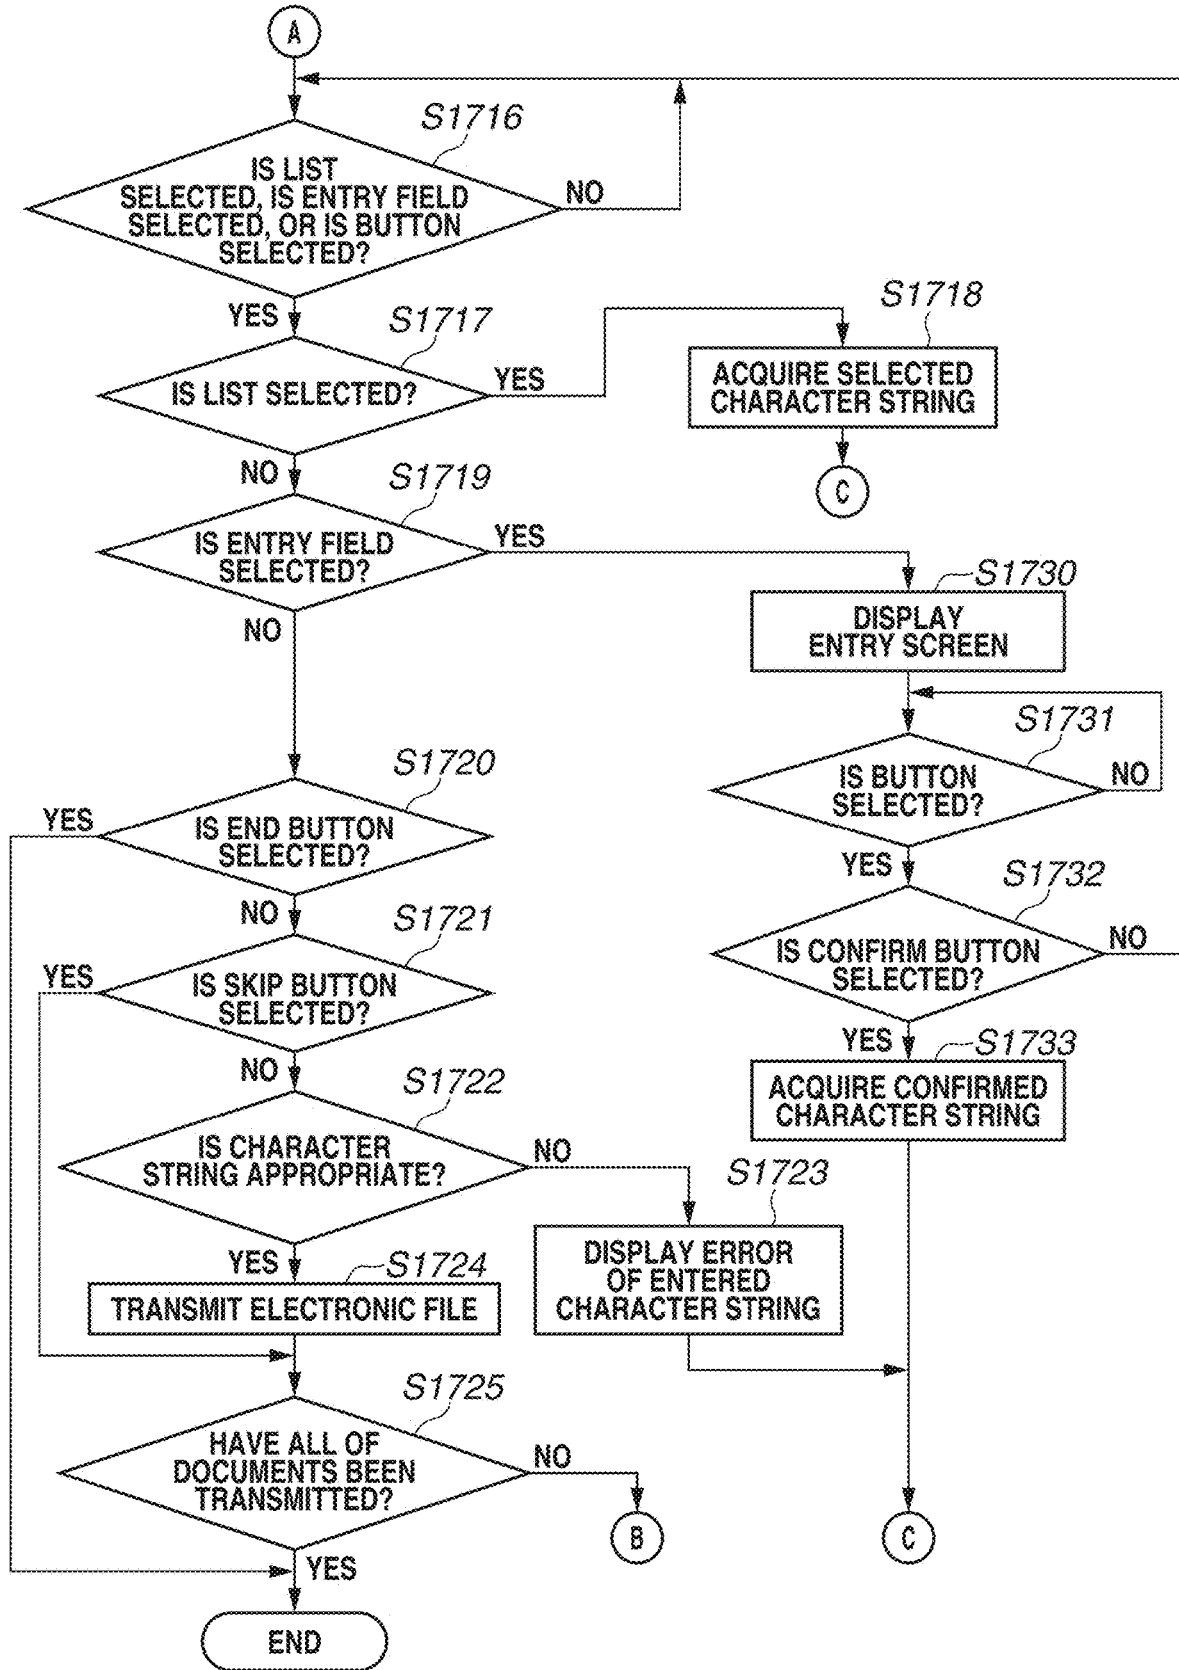 A
S1716
IS LIST
SELECTED, IS ENTRY FIELD
SELECTED, OR IS BUTTON
SELECTED?
NO
YES
S1717
IS LIST SELECTED?
YES
S1718
ACQUIRE SELECTED
CHARACTER STRING
C
NO
S1719
IS ENTRY FIELD
SELECTED?
YES
NO
S1730
DISPLAY
ENTRY SCREEN
S1731
IS BUTTON
SELECTED?
NO
YES
S1720
YES
IS END BUTTON
SELECTED?
NO
S1732
IS CONFIRM BUTTON
SELECTED?
NO
YES
S1721
YES
IS SKIP BUTTON
SELECTED?
NO
S1733
ACQUIRE CONFIRMED
CHARACTER STRING
S1722
IS CHARACTER
STRING APPROPRIATE?
NO
S1723
DISPLAY ERROR
OF ENTERED
CHARACTER STRING
YES
S1724
TRANSMIT ELECTRONIC FILE
S1725
HAVE ALL OF
DOCUMENTS BEEN
TRANSMITTED?
NO
B
C
YES
END